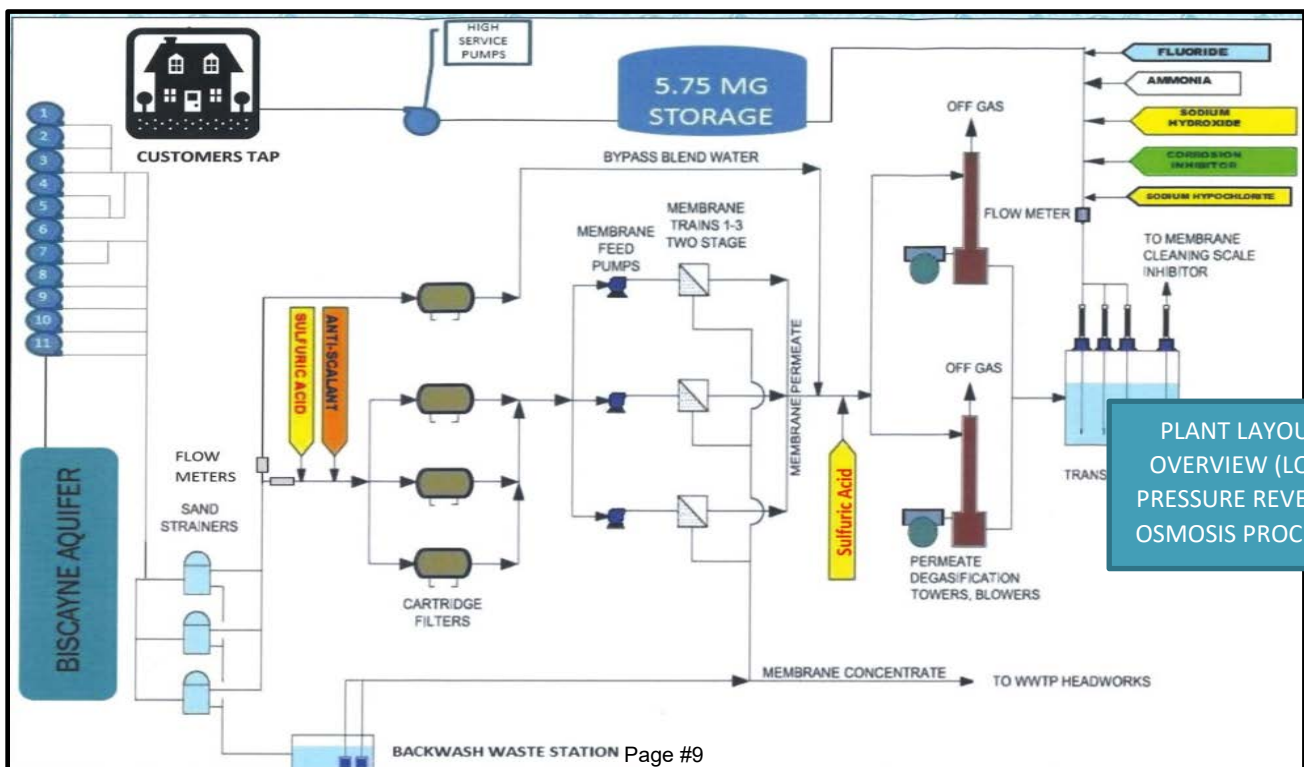 HIGH
SERVICE
PUMPS
5.75 MG
STORAGE
FLUORIDE
AMMONIA
SODIUM
HYDROXIDE
CORROSION
INHIBITOR
SODIUM HYPOCHLORITE
1
2
3
4
5
6
7
8
9
10
11
CUSTOMERS TAP
OFF GAS
BYPASS BLEND WATER
FLOW METER
TO MEMBRANE
CLEANING SCALE
INHIBITOR
MEMBRANE
FEED
PUMPS
MEMBRANE
TRAINS 1-3
TWO STAGE
SULFURIC ACID
ANTI-SCALANT
MEMBRANE PERMEATE
OFF GAS
BISCAYNE AQUIFER
FLOW
METERS
SAND
STRAINERS
CARTRIDGE
FILTERS
Sulfuric Acid
PERMEATE
DEGASIFICATION
TOWERS, BLOWERS
TRANS
PLANT LAYOU
OVERVIEW (LO
PRESSURE REVE
OSMOSIS PROC
MEMBRANE CONCENTRATE
TO WWTP HEADWORKS
BACKWASH WASTE STATION
Page #9